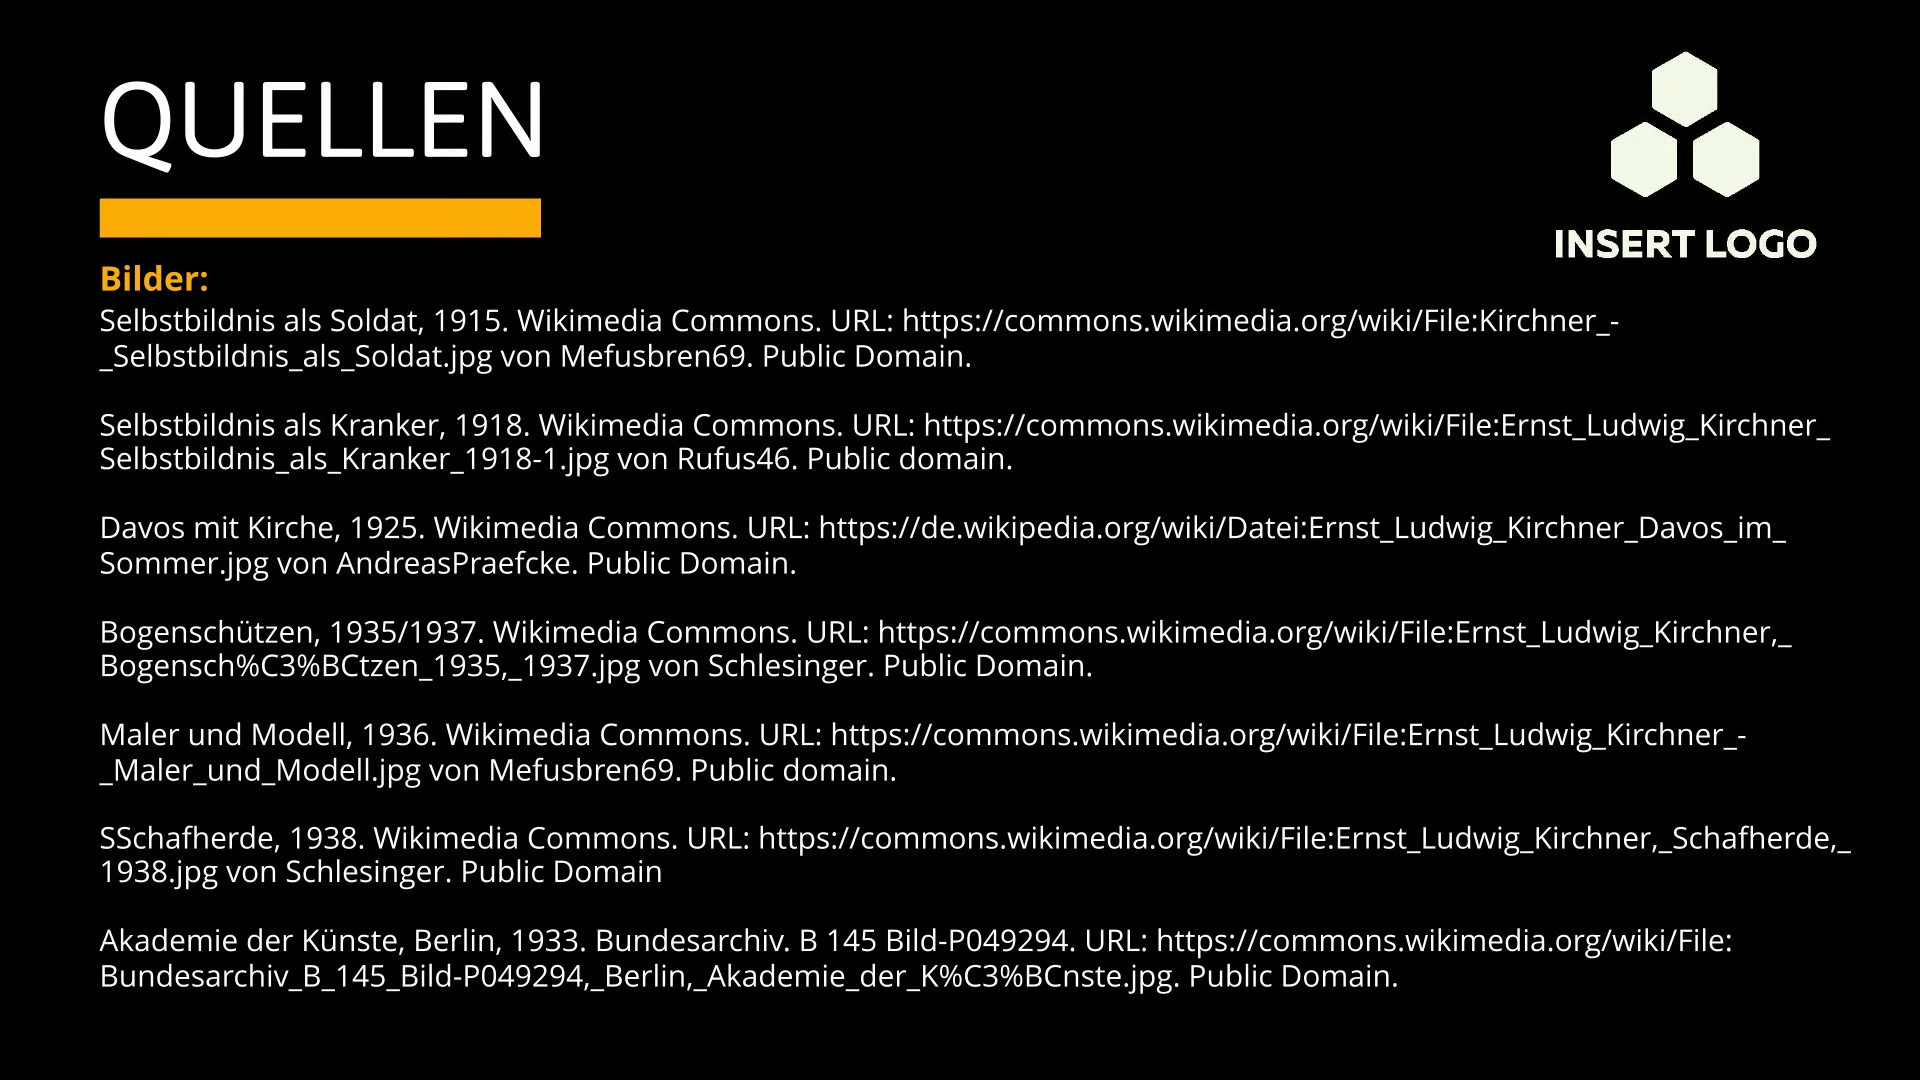 QUELLEN
INSERT LOGO
Bilder:
Selbstbildnis als Soldat, 1915. Wikimedia Commons. URL: https://commons.wikimedia.org/wiki/File:Kirchner_-
_Selbstbildnis_als_Soldat.jpg von Mefusbren69. Public Domain.
Selbstbildnis als Kranker, 1918. Wikimedia Commons. URL: https://commons.wikimedia.org/wiki/File:Ernst_Ludwig_Kirchner_
Selbstbildnis_als_Kranker_1918-1.jpg von Rufus46. Public domain.
Davos mit Kirche, 1925. Wikimedia Commons. URL: https://de.wikipedia.org/wiki/Datei:Ernst_Ludwig_Kirchner_Davos_im_
Sommer.jpg von AndreasPraefcke. Public Domain.
Bogenschützen, 1935/1937. Wikimedia Commons. URL: https://commons.wikimedia.org/wiki/File:Ernst_Ludwig_Kirchner,_
Bogensch%C3%BCtzen_1935,_1937.jpg von Schlesinger. Public Domain.
Maler und Modell, 1936. Wikimedia Commons. URL: https://commons.wikimedia.org/wiki/File:Ernst_Ludwig_Kirchner_-
_Maler_und_Modell.jpg von Mefusbren69. Public domain.
SSchafherde, 1938. Wikimedia Commons. URL: https://commons.wikimedia.org/wiki/File:Ernst_Ludwig_Kirchner,_Schafherde,_
1938.jpg von Schlesinger. Public Domain
Akademie der Künste, Berlin, 1933. Bundesarchiv. B 145 Bild-P049294. URL: https://commons.wikimedia.org/wiki/File:
Bundesarchiv_B_145_Bild-P049294,_Berlin,_Akademie_der_K%C3%BCnste.jpg. Public Domain.